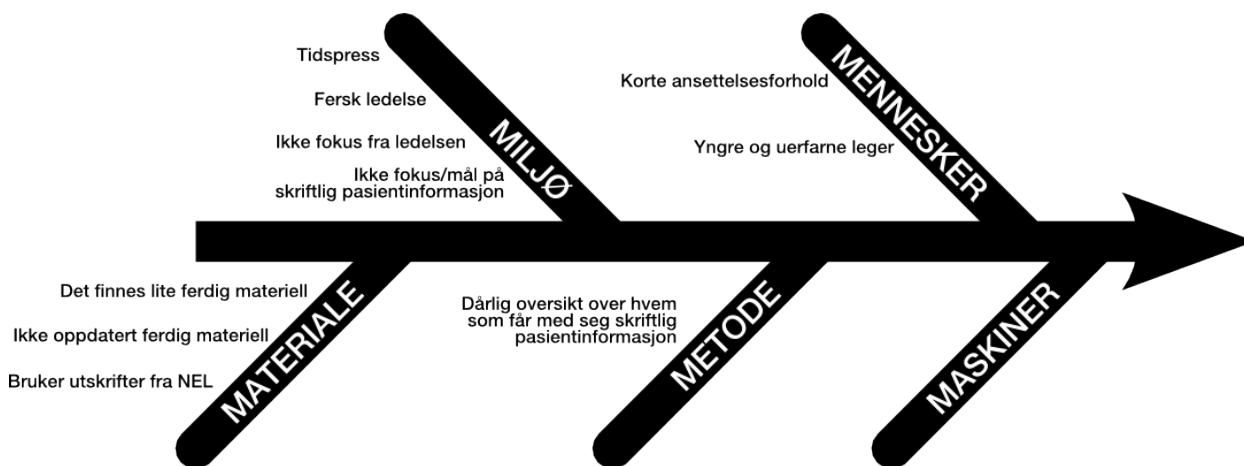 Tidspress
Fersk ledelse
Ikke fokus fra ledelsen
Ikke fokus/mål på
skriftlig pasientinformasjon
MILJØ
Korte ansettelsesforhold
Yngre og uerfarne leger
MENNESKER
Det finnes lite ferdig materiell
Ikke oppdatert ferdig materiell
Bruker utskrifter fra NEL
MATERIALE
Dårlig oversikt over hvem
som får med seg skriftlig
pasientinformasjon
METODE
MASKINER